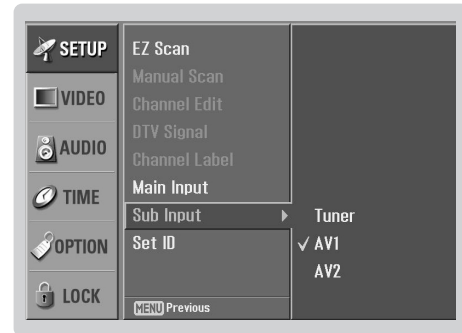 SETUP
VIDEO
AUDIO
TIME
OPTION
LOCK
EZ Scan
Manual Scan
Channel Edit
DTV Signal
Channel Label
Main Input
Sub Input
Set ID
MENU Previous
Tuner
✓ AV1
AV2